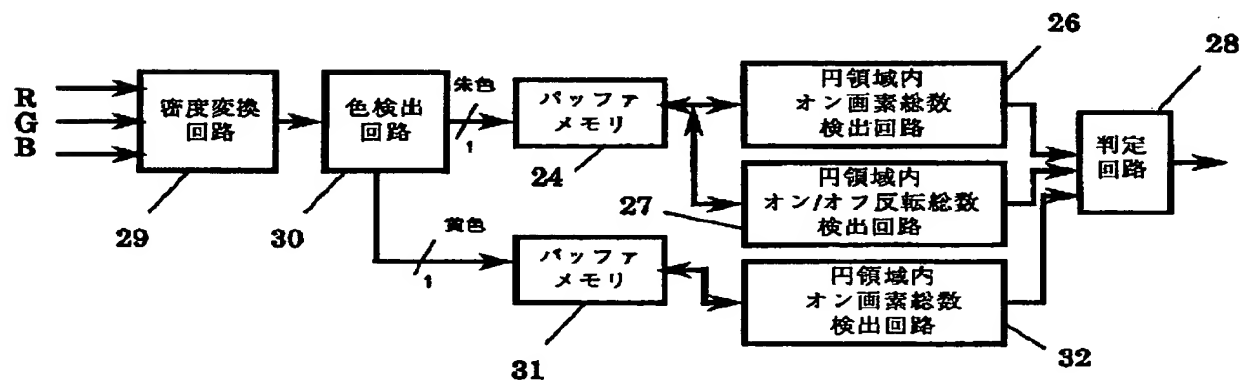 R
G
B
密度変換
回路
29
色検出
回路
30
朱色
1
バッファ
メモリ
24
黄色
1
バッファ
メモリ
31
円領域内
オン画素総数
検出回路
26
円領域内
オン/オフ反転総数
検出回路
27
円領域内
オン画素総数
検出回路
32
判定
回路
28